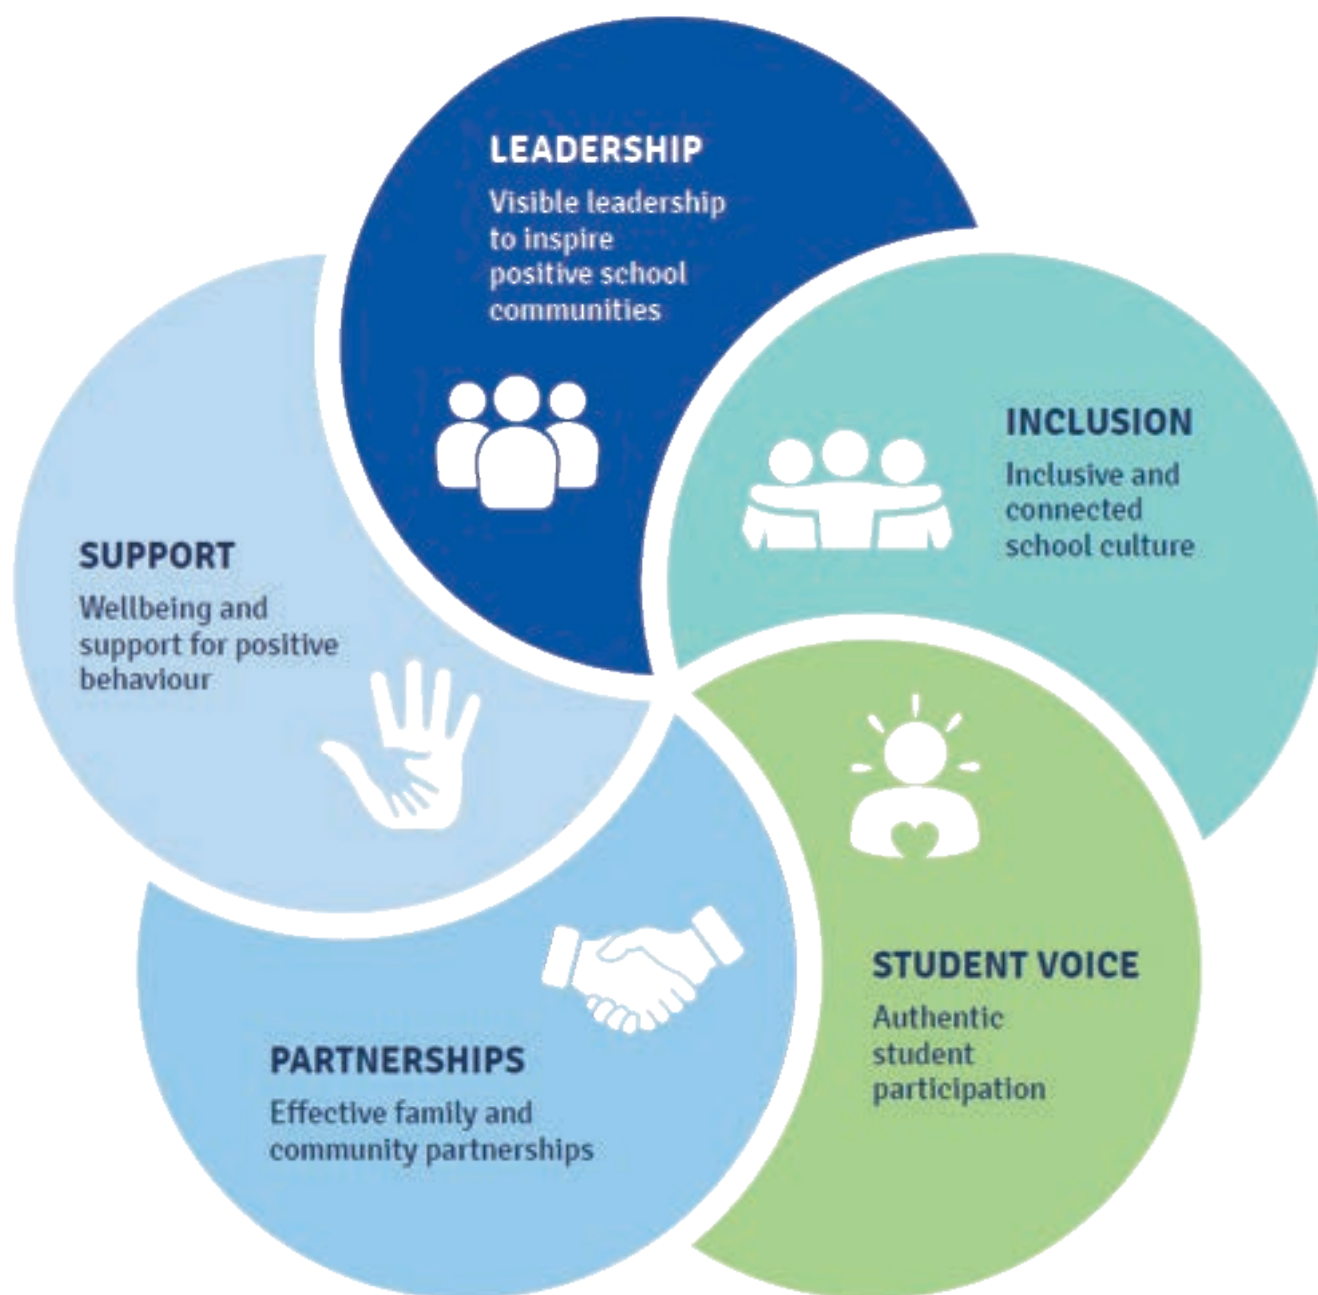 LEADERSHIP
Visible leadership
to inspire
positive school
communities
INCLUSION
Inclusive and
connected
school culture
STUDENT VOICE
Authentic
student
participation
PARTNERSHIPS
Effective family and
community partnerships
SUPPORT
Wellbeing and
support for positive
behaviour